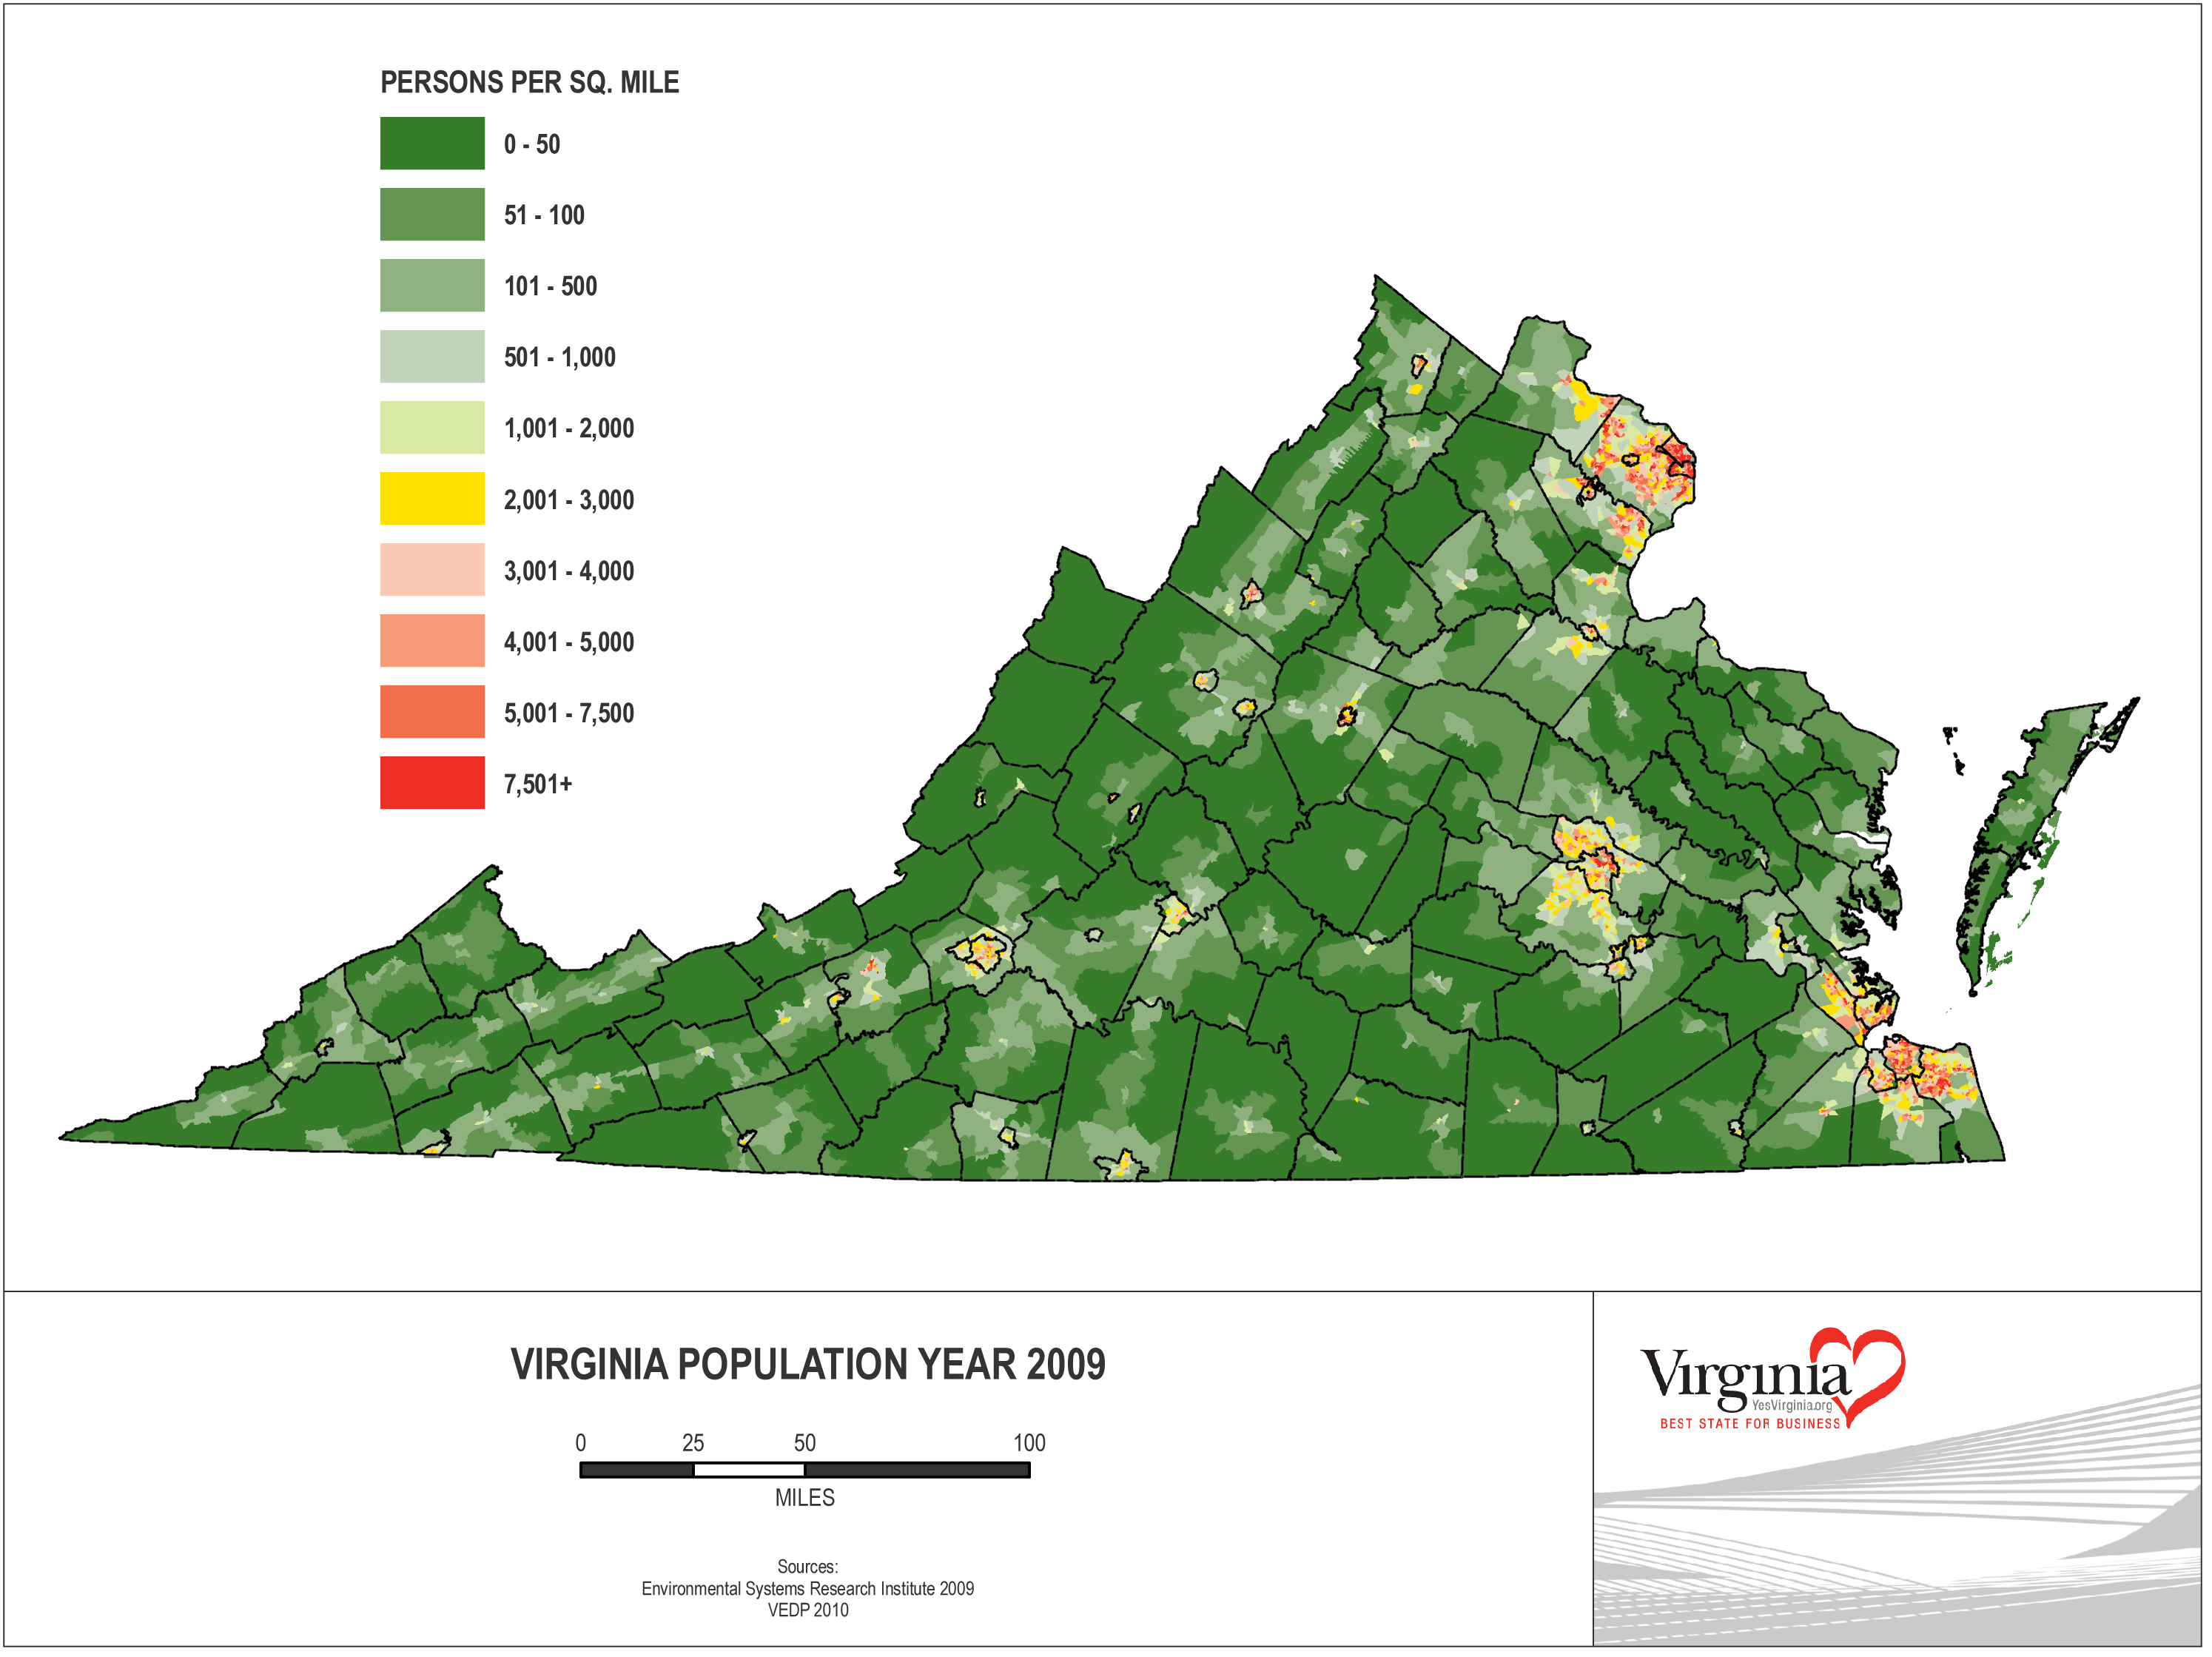 PERSONS PER SQ. MILE
0 - 50
51 - 100
101 - 500
501 - 1,000
1,001 - 2,000
2,001 - 3,000
3,001 - 4,000
4,001 - 5,000
5,001 - 7,500
7,501+
VIRGINIA POPULATION YEAR 2009
0 25 50 100
MILES
Sources:
Environmental Systems Research Institute 2009
VEDP 2010
Virginia
YesVirginia.org
BEST STATE FOR BUSINESS